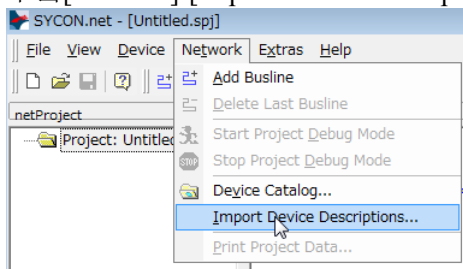 SYCON.net - [Untitled.spj]
File View Device Network Extras Help
netProject
Project: Untitled
Add Busline
Delete Last Busline
Start Project Debug Mode
Stop Project Debug Mode
Device Catalog...
Import Device Descriptions...
Print Project Data...